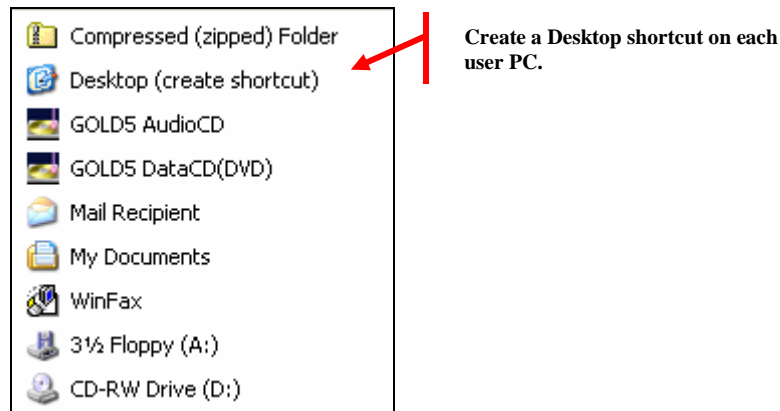 Compressed (zipped) Folder
Desktop (create shortcut)
GOLD5 AudioCD
GOLD5 DataCD(DVD)
Mail Recipient
My Documents
WinFax
3½ Floppy (A:)
CD-RW Drive (D:)
Create a Desktop shortcut on each
user PC.